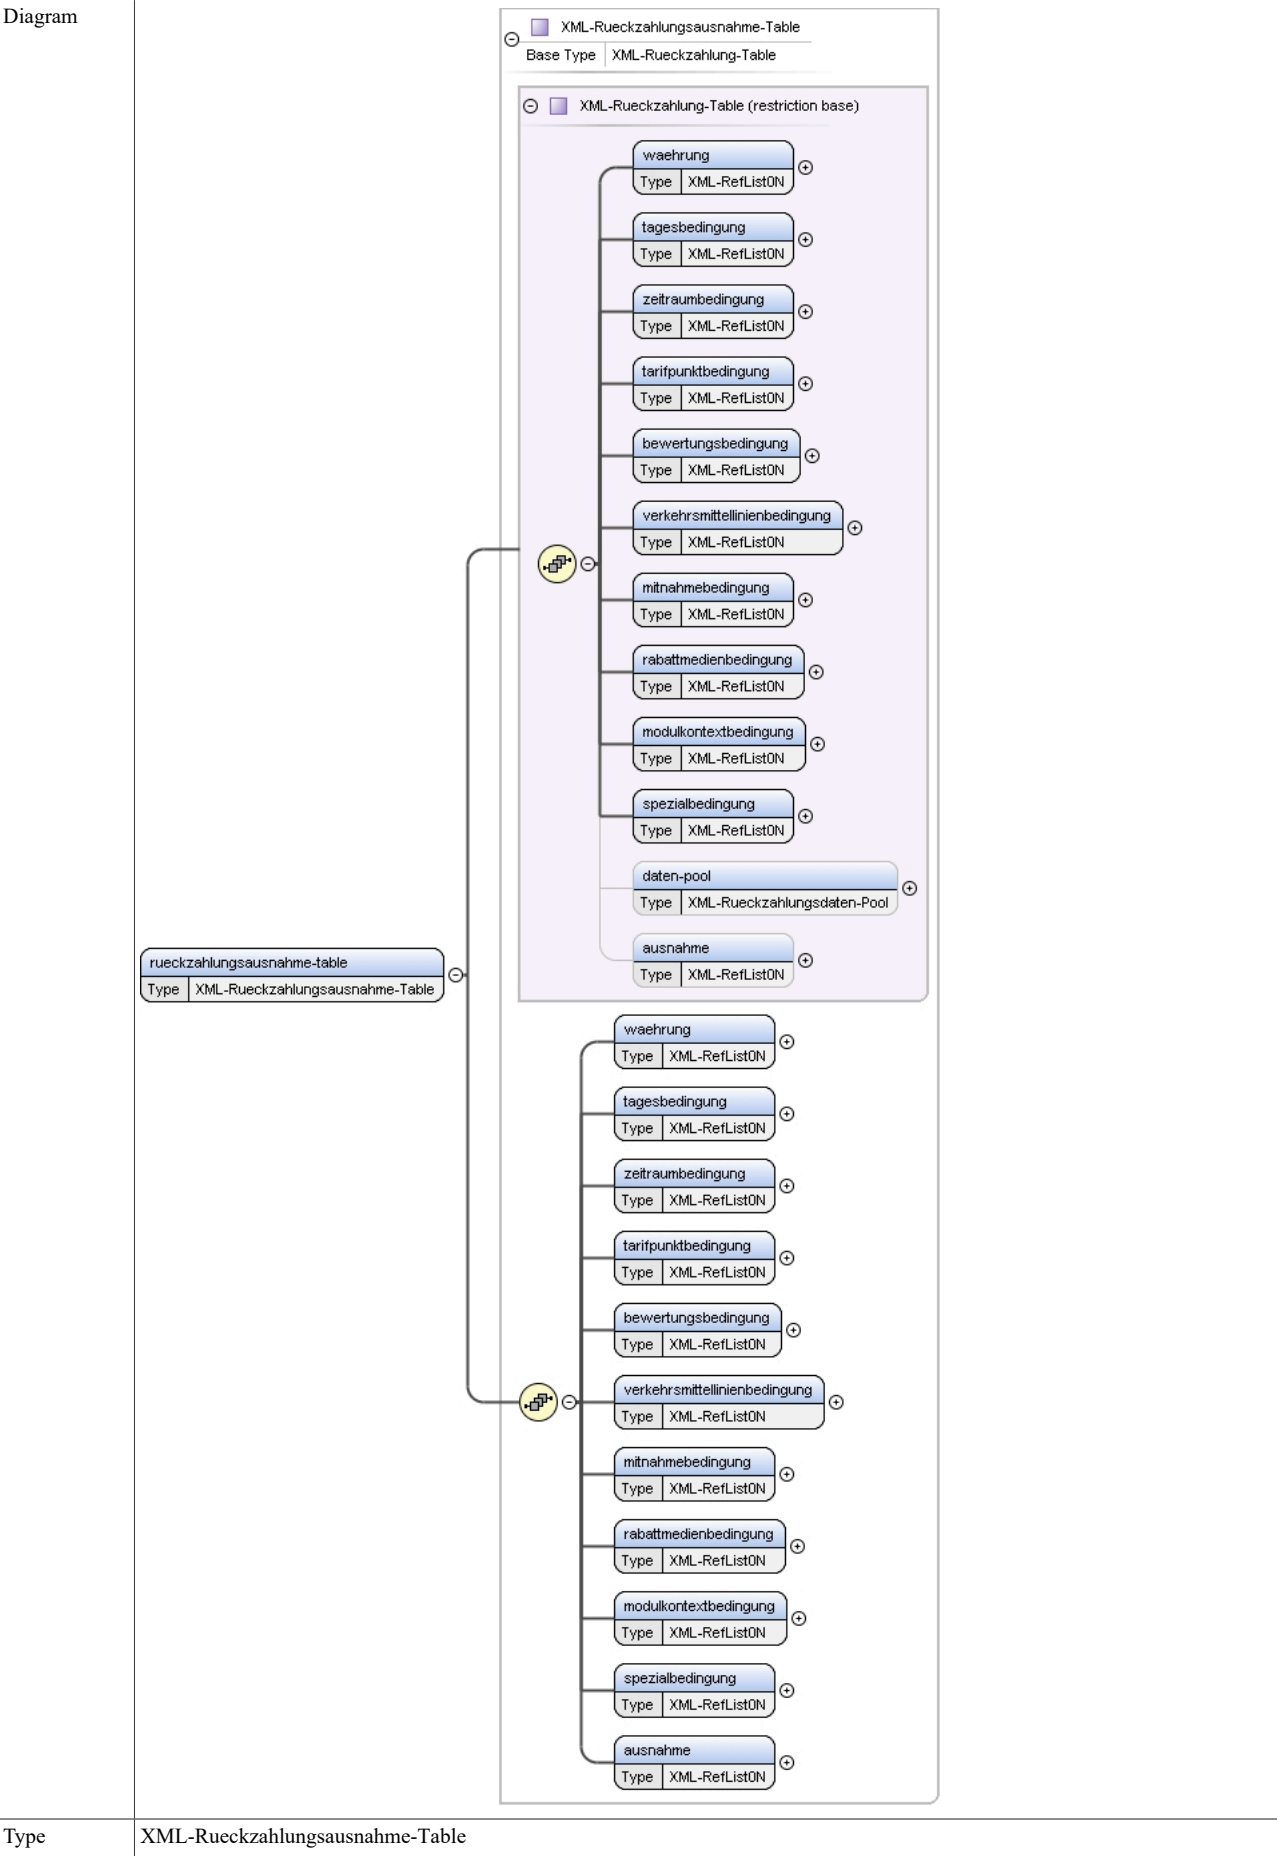 Diagram
XML-Rueckzahlungsausnahme-Table
Base Type XML-Rueckzahlung-Table
XML-Rueckzahlung-Table (restriction base)
waehrung
Type XML-RefList0N
tagesbedingung
Type XML-RefList0N
zeitraumbedingung
Type XML-RefList0N
tarifpunktbedingung
Type XML-RefList0N
bewertungsbedingung
Type XML-RefList0N
verkehrsmittellinienbedingung
Type XML-RefList0N
mitnahmebedingung
Type XML-RefList0N
rabattmedienbedingung
Type XML-RefList0N
modulkontextbedingung
Type XML-RefList0N
spezialbedingung
Type XML-RefList0N
daten-pool
Type XML-Rueckzahlungsdaten-Pool
ausnahme
Type XML-RefList0N
rueckzahlungsausnahme-table
Type XML-Rueckzahlungsausnahme-Table
waehrung
Type XML-RefList0N
tagesbedingung
Type XML-RefList0N
zeitraumbedingung
Type XML-RefList0N
tarifpunktbedingung
Type XML-RefList0N
bewertungsbedingung
Type XML-RefList0N
verkehrsmittellinienbedingung
Type XML-RefList0N
mitnahmebedingung
Type XML-RefList0N
rabattmedienbedingung
Type XML-RefList0N
modulkontextbedingung
Type XML-RefList0N
spezialbedingung
Type XML-RefList0N
ausnahme
Type XML-RefList0N
Type XML-Rueckzahlungsausnahme-Table